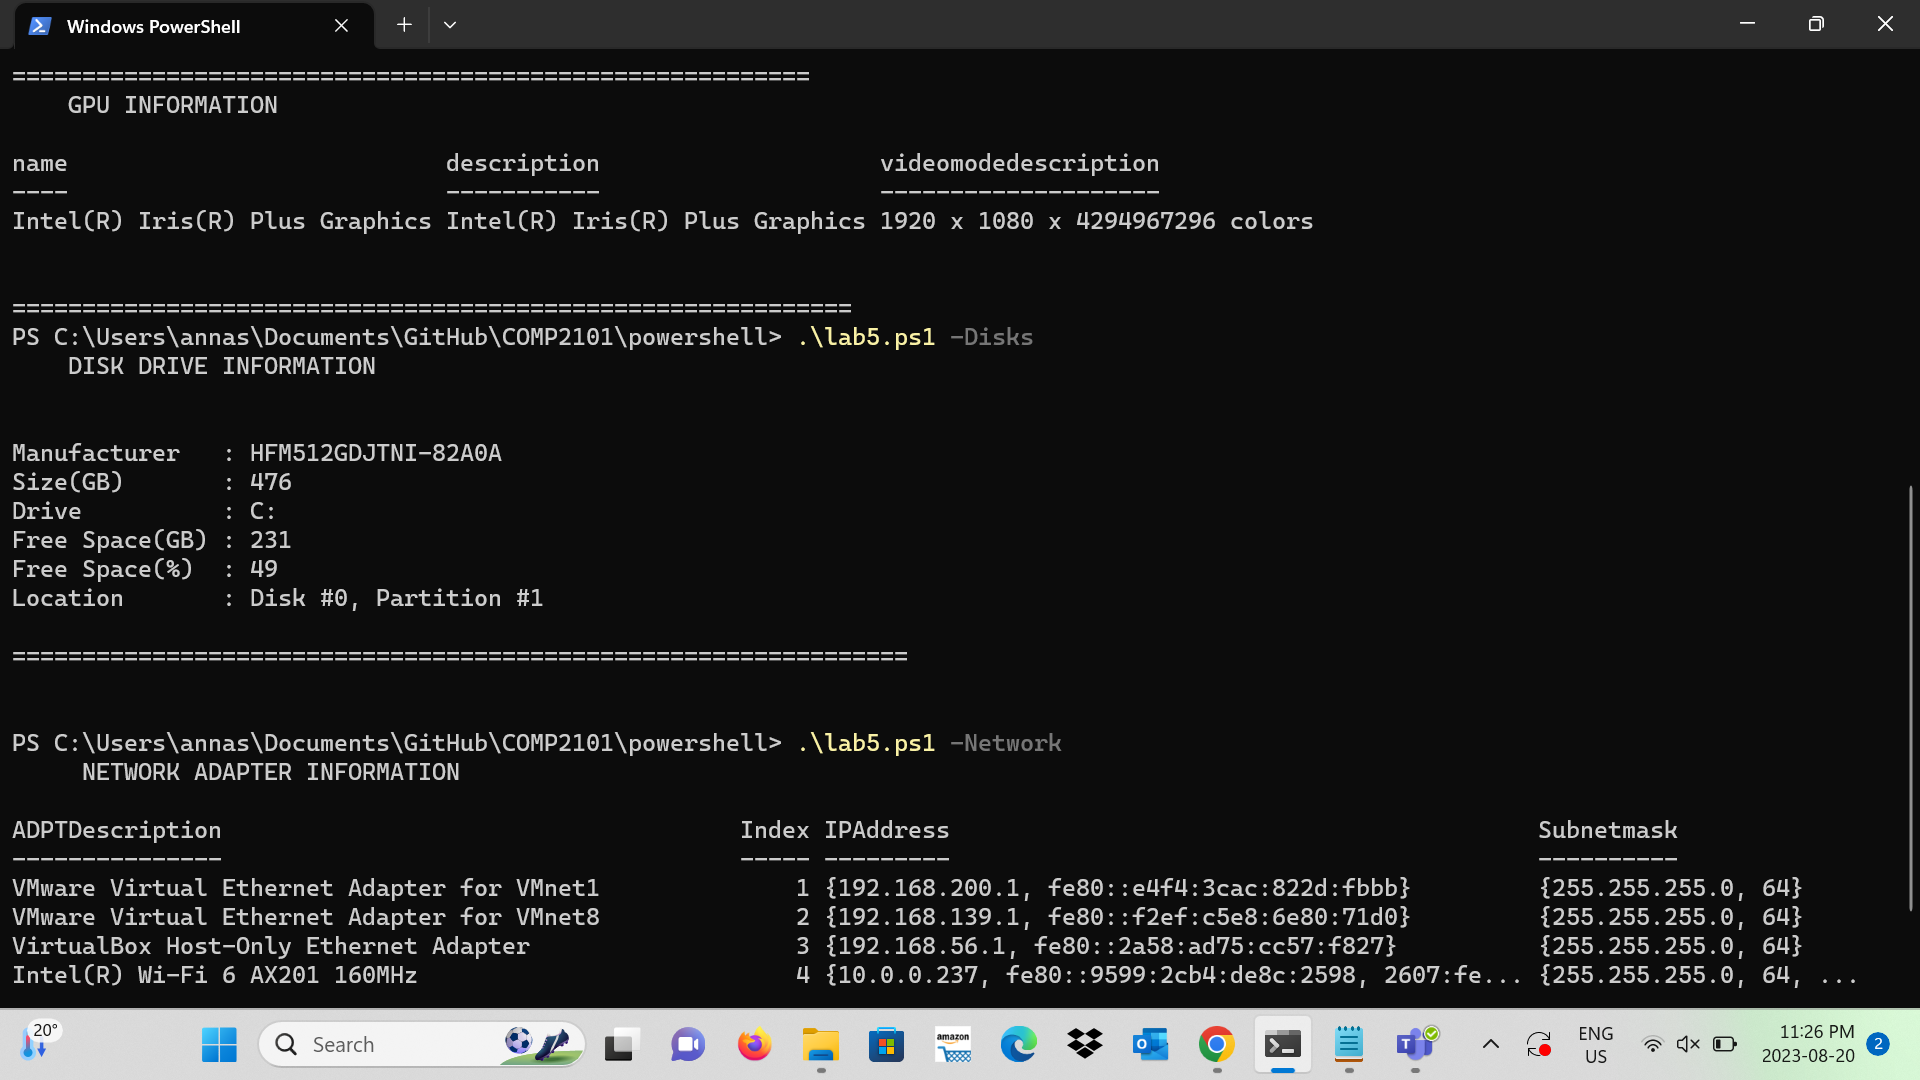 Windows PowerShell
=========================================================
GPU INFORMATION
name description videomodedescription
---- ----------- --------------------
Intel(R) Iris(R) Plus Graphics Intel(R) Iris(R) Plus Graphics 1920 x 1080 x 4294967296 colors
============================================================
PS C:\Users\annas\Documents\GitHub\COMP2101\powershell> .\lab5.ps1 -Disks
DISK DRIVE INFORMATION
Manufacturer : HFM512GDJTNI-82A0A
Size(GB) : 476
Drive : C:
Free Space(GB) : 231
Free Space(%) : 49
Location : Disk #0, Partition #1
================================================================
PS C:\Users\annas\Documents\GitHub\COMP2101\powershell> .\lab5.ps1 -Network
NETWORK ADAPTER INFORMATION
ADPTDescription Index IPAddress Subnetmask
--------------- ----- --------- ----------
VMware Virtual Ethernet Adapter for VMnet1 1 {192.168.200.1, fe80::e4f4:3cac:822d:fbbb} {255.255.255.0, 64}
VMware Virtual Ethernet Adapter for VMnet8 2 {192.168.139.1, fe80::f2ef:c5e8:6e80:71d0} {255.255.255.0, 64}
VirtualBox Host-Only Ethernet Adapter 3 {192.168.56.1, fe80::2a58:ad75:cc57:f827} {255.255.255.0, 64}
Intel(R) Wi-Fi 6 AX201 160MHz 4 {10.0.0.237, fe80::9599:2cb4:de8c:2598, 2607:fe... {255.255.255.0, 64, ...
20°
Search
amazon
ENG
US
11:26 PM
2023-08-20
2